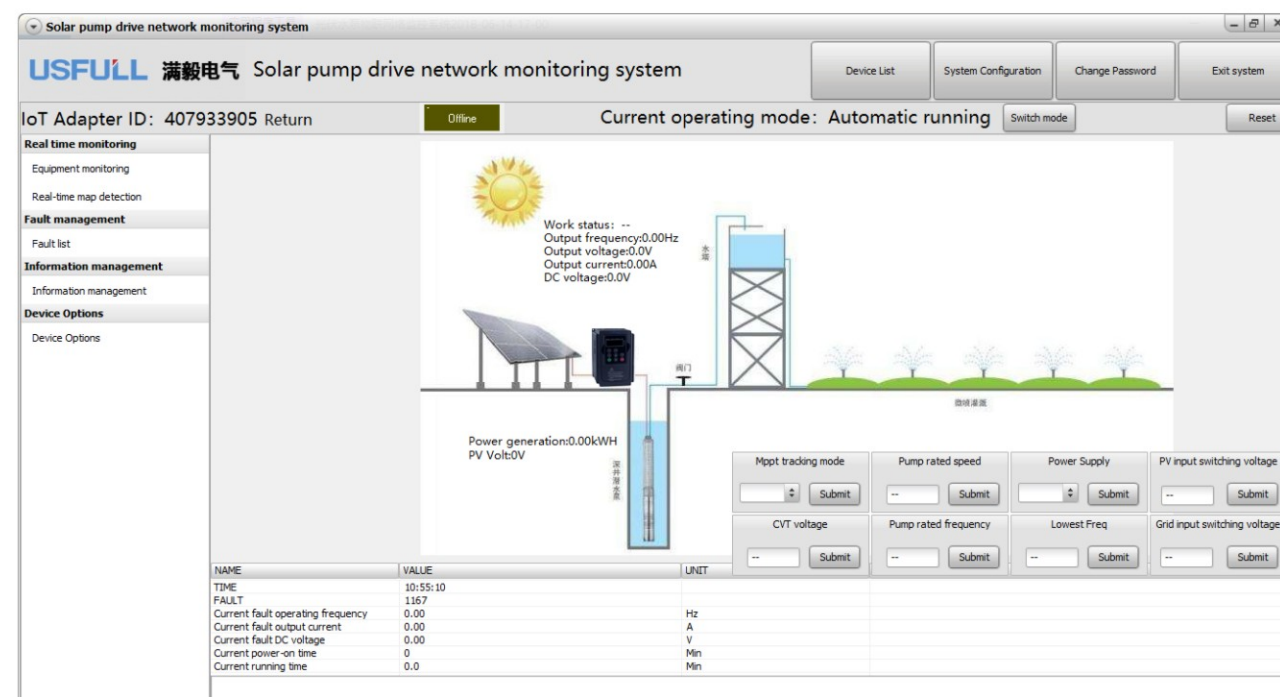 Solar pump drive network monitoring system
USFULL 满毅电气 Solar pump drive network monitoring system
Device List
System Configuration
Change Password
Exit system
IoT Adapter ID: 407933905 Return
Offline
Current operating mode: Automatic running
Switch mode
Reset
Real time monitoring
Equipment monitoring
Real-time map detection
Fault management
Fault list
Information management
Information management
Device Options
Device Options
Work status: --
Output frequency:0.00Hz
Output voltage:0.0V
Output current:0.00A
DC voltage:0.0V
水塔
阀门
微喷灌溉
Power generation:0.00kWH
PV Volt:0V
深井潜水泵
Mppt tracking mode
Submit
Pump rated speed
-- Submit
Power Supply
Submit
PV input switching voltage
-- Submit
CVT voltage
-- Submit
Pump rated frequency
-- Submit
Lowest Freq
-- Submit
Grid input switching voltage
-- Submit
NAME VALUE UNIT
TIME 10:55:10
FAULT 1167
Current fault operating frequency 0.00 Hz
Current fault output current 0.00 A
Current fault DC voltage 0.00 V
Current power-on time 0 Min
Current running time 0.0 Min